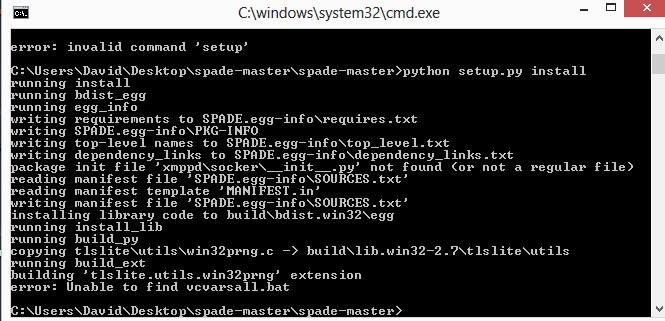 C:\windows\system32\cmd.exe
error: invalid command 'setup'
C:\Users\David\Desktop\spade-master\spade-master>python setup.py install
running install
running bdist_egg
running egg_info
writing requirements to SPADE.egg-info\requires.txt
writing SPADE.egg-info\PKG-INFO
writing top-level names to SPADE.egg-info\top_level.txt
writing dependency_links to SPADE.egg-info\dependency_links.txt
package init file 'xmppd\socker\__init__.py' not found (or not a regular file)
reading manifest file 'SPADE.egg-info\SOURCES.txt'
reading manifest template 'MANIFEST.in'
writing manifest file 'SPADE.egg-info\SOURCES.txt'
installing library code to build\bdist.win32\egg
running install_lib
running build_py
copying tlslite\utils\win32prng.c -> build\lib.win32-2.7\tlslite\utils
running build_ext
building 'tlslite.utils.win32prng' extension
error: Unable to find vcvarsall.bat
C:\Users\David\Desktop\spade-master\spade-master>